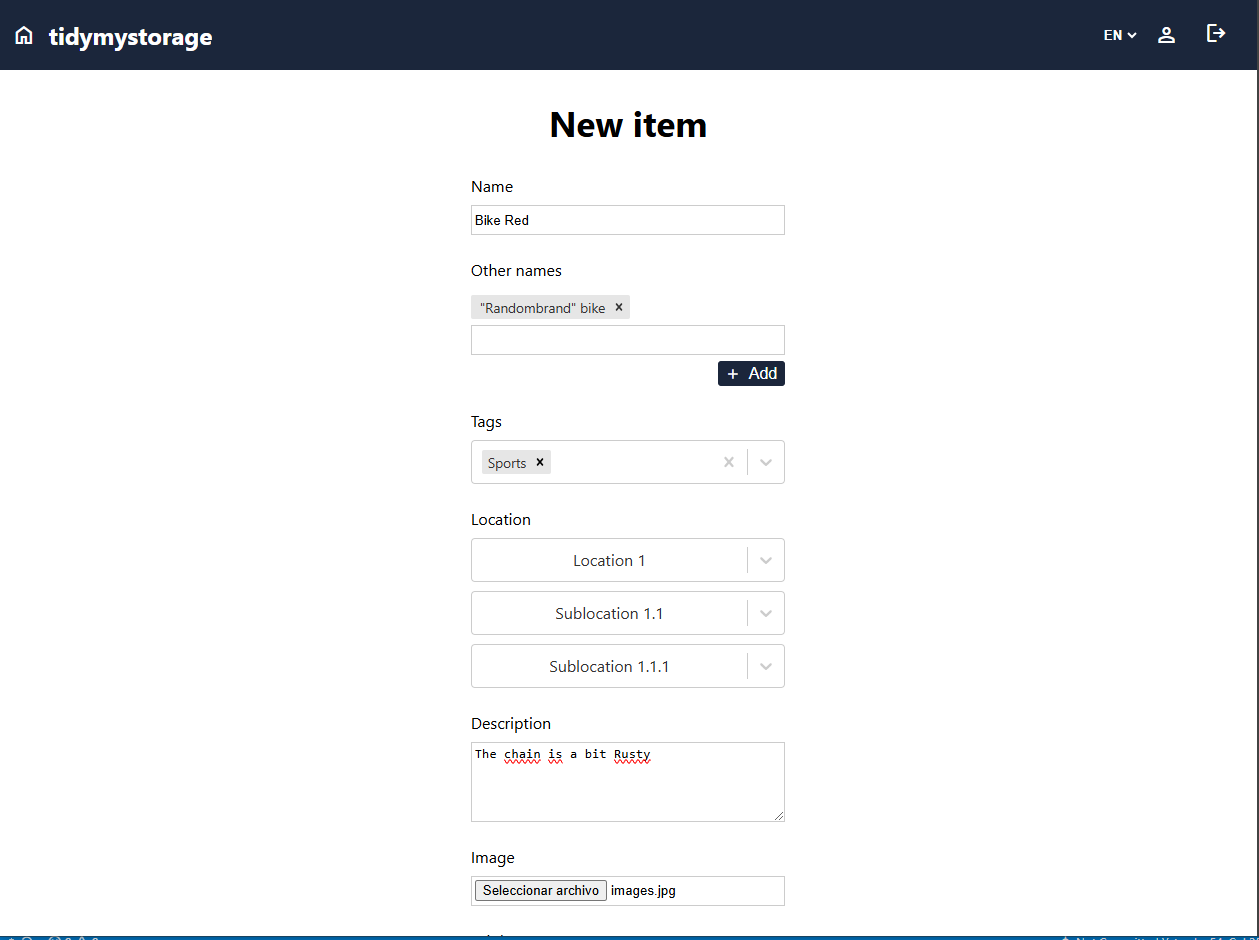 tidymystorage
EN
New item
Name
Bike Red
Other names
"Randombrand" bike
+ Add
Tags
Sports
Location
Location 1
Sublocation 1.1
Sublocation 1.1.1
Description
The chain is a bit Rusty
Image
Seleccionar archivo images.jpg